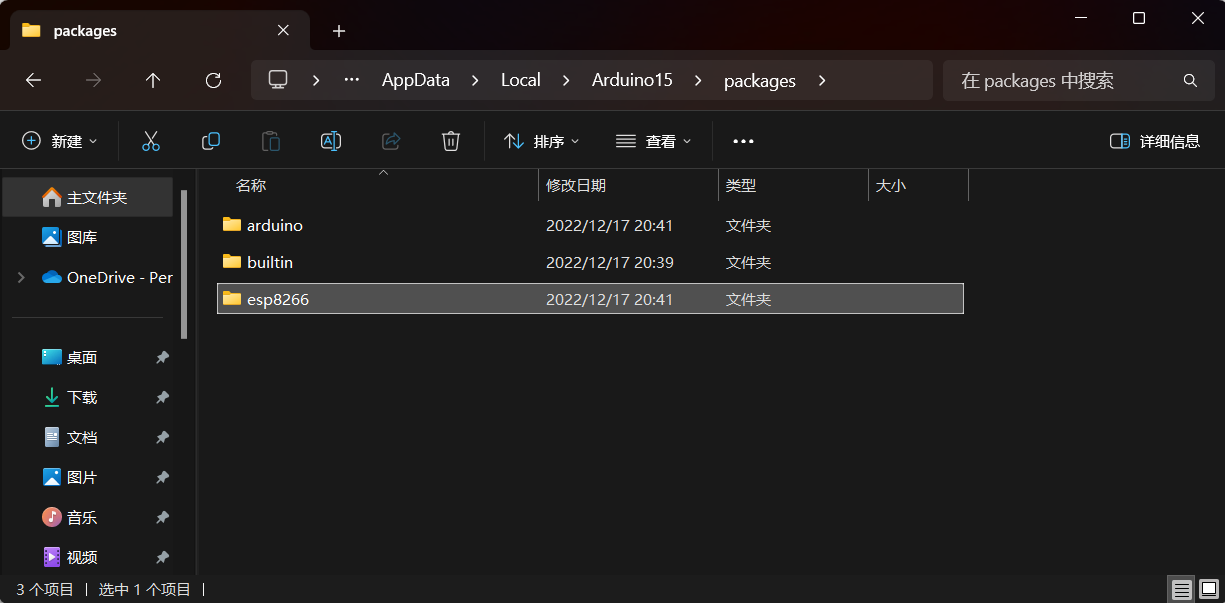 packages
AppData Local Arduino15 packages 在 packages 中搜索
新建 排序 查看 详细信息
名称 修改日期 类型 大小
主文件夹
图库
OneDrive - Per
桌面
下载
文档
图片
音乐
视频
arduino 2022/12/17 20:41 文件夹
builtin 2022/12/17 20:39 文件夹
esp8266 2022/12/17 20:41 文件夹
3 个项目 选中 1 个项目